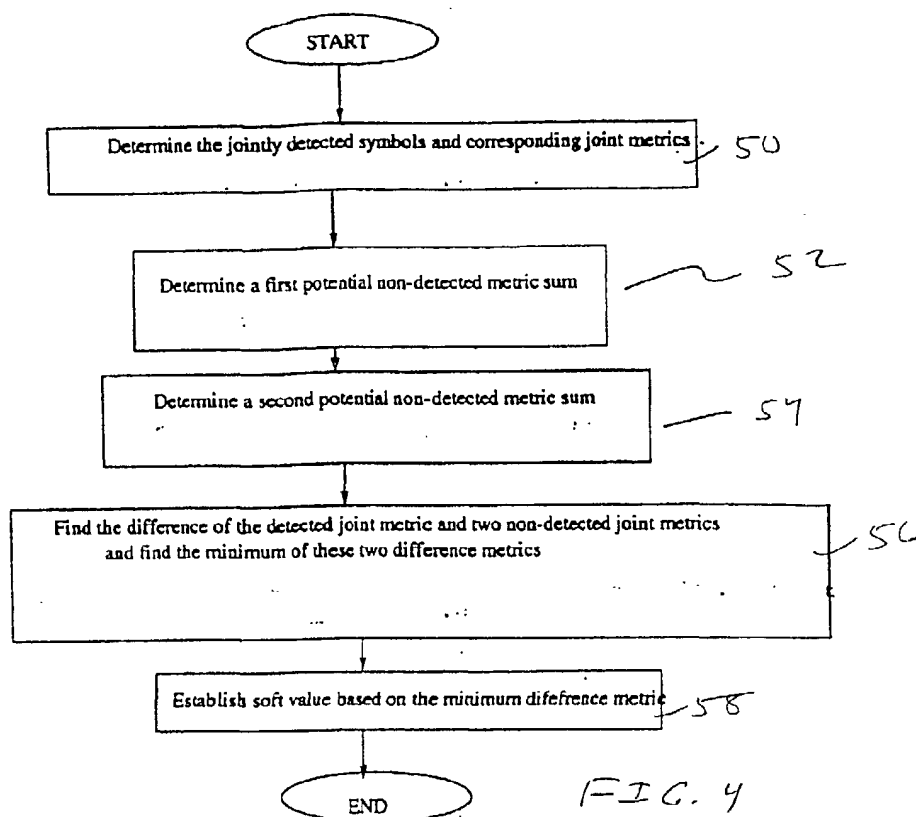 START
Determine the jointly detected symbols and corresponding joint metrics
50
Determine a first potential non-detected metric sum
52
Determine a second potential non-detected metric sum
54
Find the difference of the detected joint metric and two non-detected joint metrics
and find the minimum of these two difference metrics
56
Establish soft value based on the minimum difefrence metric
58
END
FIG. 4